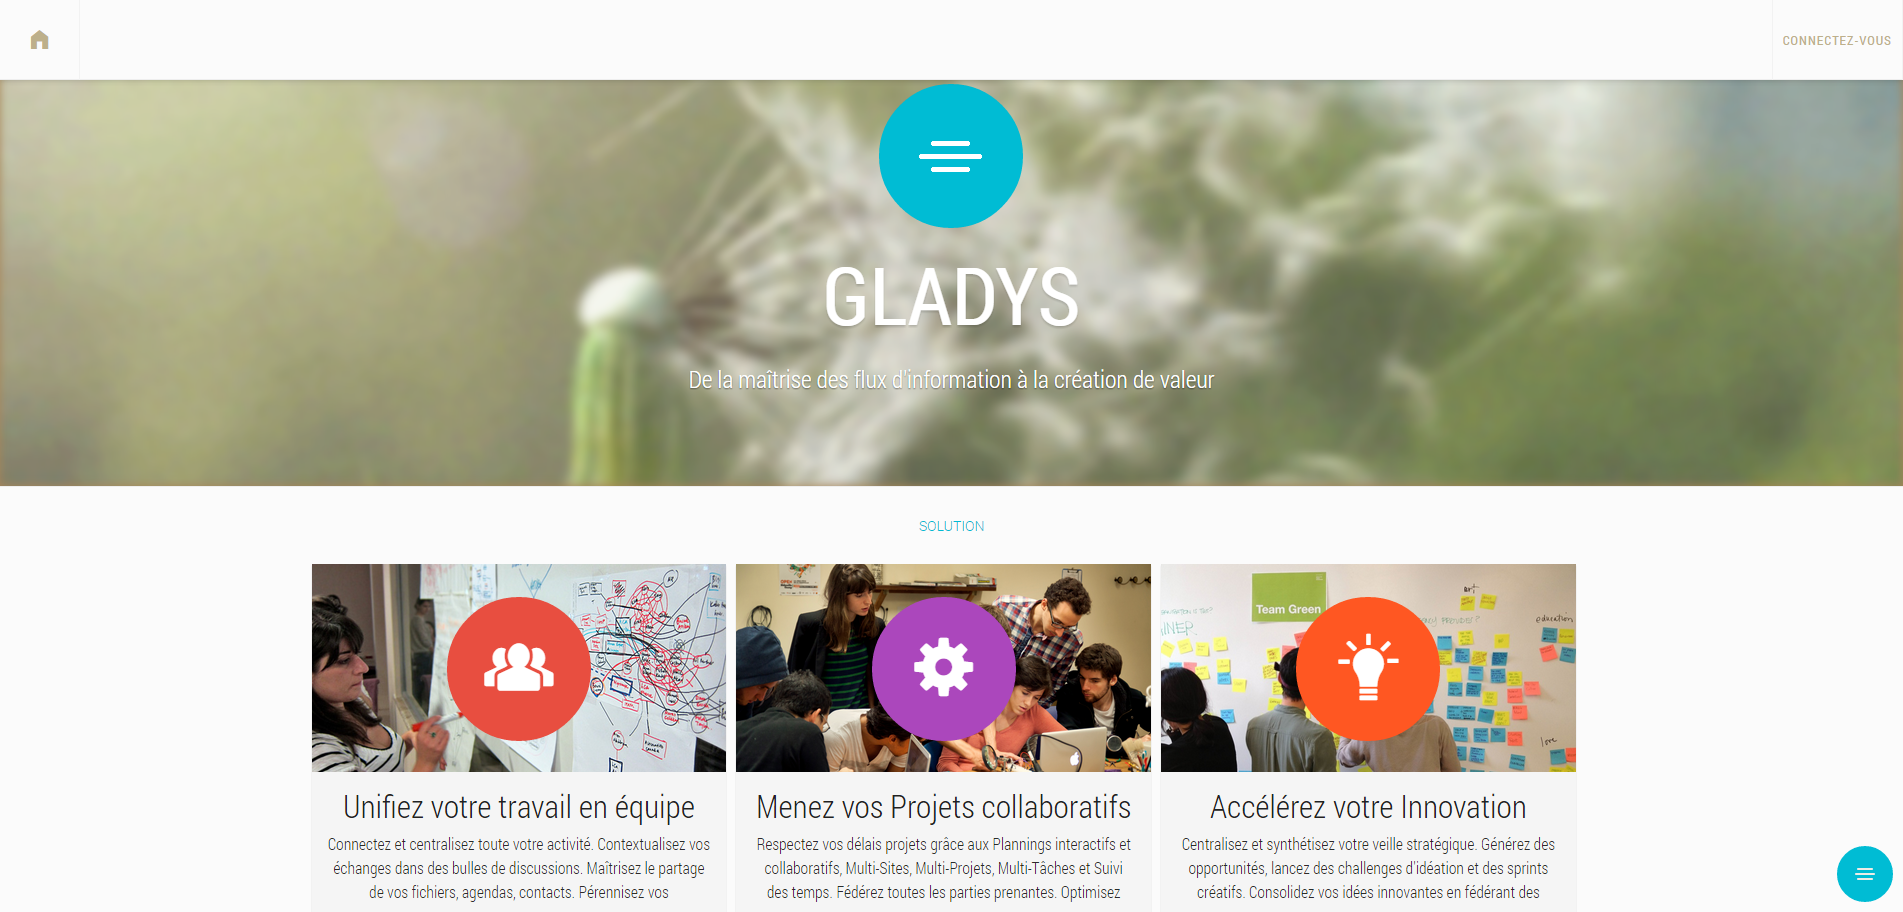 CONNECTEZ-VOUS
GLADYS
De la maîtrise des flux d'information à la création de valeur
SOLUTION
Team Green
education
love
Unifiez votre travail en équipe
Connectez et centralisez toute votre activité. Contextualisez vos
échanges dans des bulles de discussions. Maîtrisez le partage
de vos fichiers, agendas, contacts. Pérennisez vos
Menez vos Projets collaboratifs
Respectez vos délais projets grâce aux Plannings interactifs et
collaboratifs, Multi-Sites, Multi-Projets, Multi-Tâches et Suivi
des temps. Fédérez toutes les parties prenantes. Optimisez
Accélérez votre Innovation
Centralisez et synthétisez votre veille stratégique. Générez des
opportunités, lancez des challenges d'idéation et des sprints
créatifs. Consolidez vos idées innovantes en fédérant des